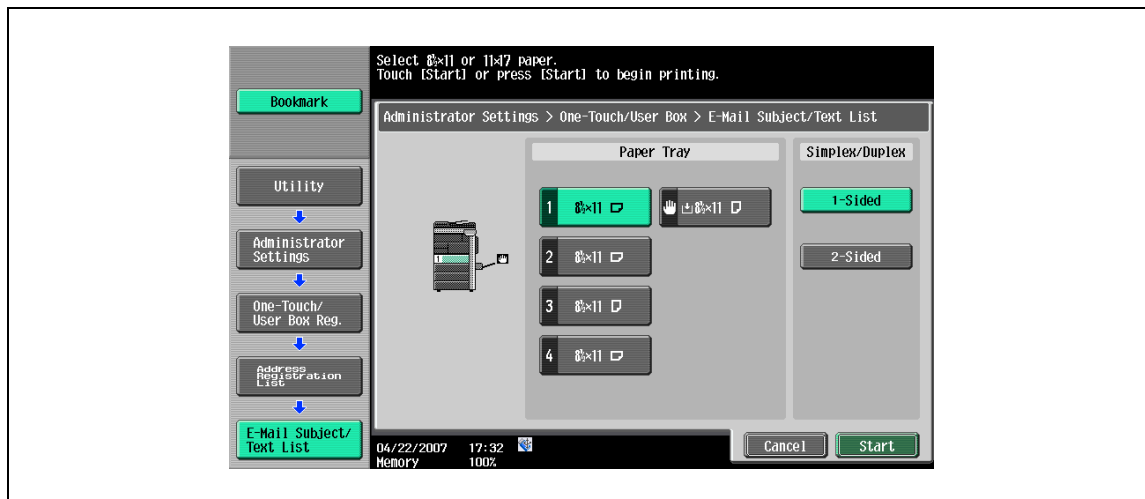 Select 8½×11 or 11×17 paper.
Touch [Start] or press [Start] to begin printing.
Bookmark
Administrator Settings > One-Touch/User Box > E-Mail Subject/Text List
Paper Tray
Simplex/Duplex
Utility
Administrator
Settings
One-Touch/
User Box Reg.
Address
Registration
List
E-Mail Subject/
Text List
1
1 8½×11
8½×11
2 8½×11
3 8½×11
4 8½×11
1-Sided
2-Sided
04/22/2007 17:32
Memory 100%
Cancel
Start